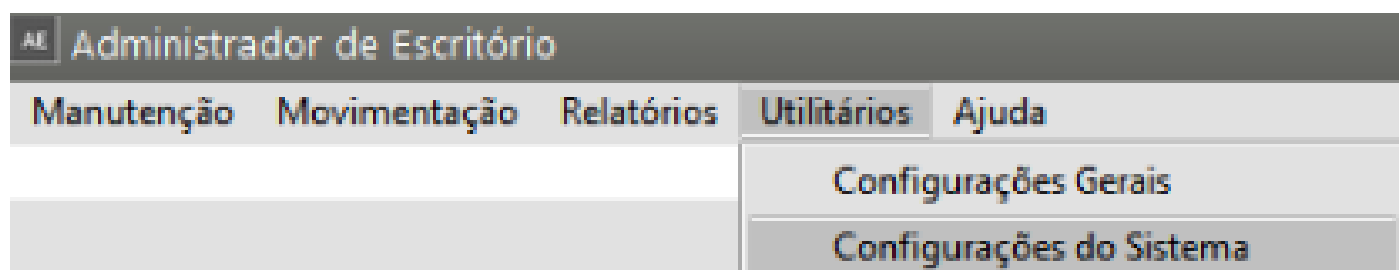 AE Administrador de Escritório
Manutenção Movimentação Relatórios Utilitários Ajuda
Configurações Gerais
Configurações do Sistema